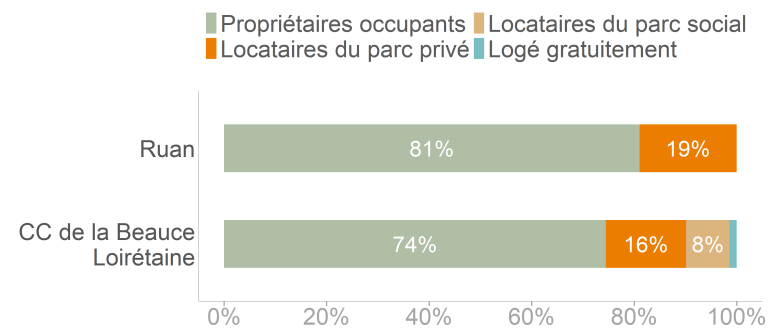 Propriétaires occupants Locataires du parc social
Locataires du parc privé Logé gratuitement
Ruan 81% 19%
CC de la Beauce
Loirétaine 74% 16% 8%
0% 20% 40% 60% 80% 100%